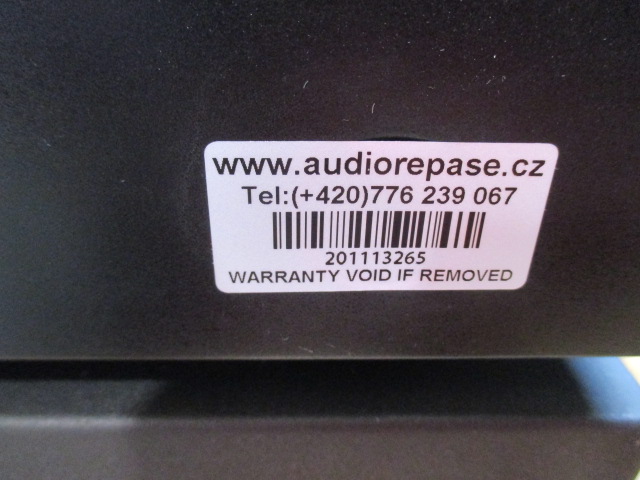 www.audiorepase.cz
Tel:(+420)776 239 067
201113265
WARRANTY VOID IF REMOVED